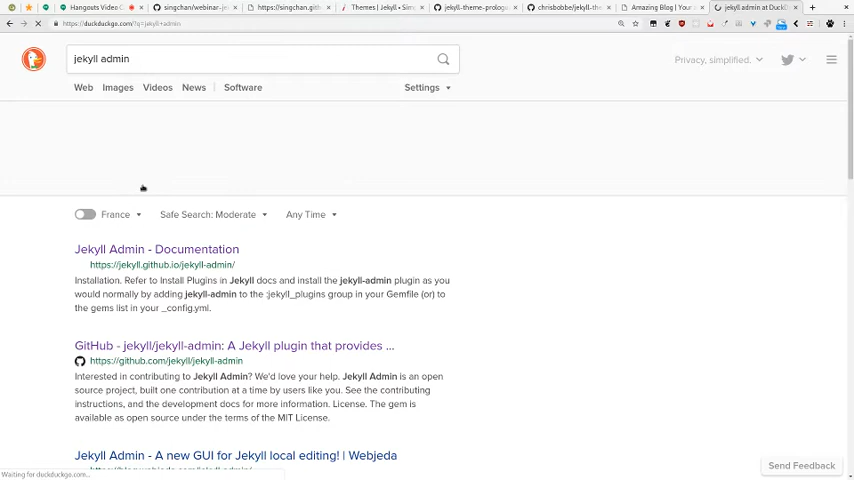 Hangouts Video C
singchan/webinar-je
https://singchan.gith
Themes | Jekyll • Sim
jekyll-theme-prolog
chrisbobbe/jekyll-th
Amazing Blog | Your a
jekyll admin at DuckD
https://duckduckgo.com/?q=jekyll+admin
jekyll admin
Privacy, simplified.
Web Images Videos News Software Settings
France Safe Search: Moderate Any Time
Jekyll Admin - Documentation
https://jekyll.github.io/jekyll-admin/
Installation. Refer to Install Plugins in Jekyll docs and install the jekyll-admin plugin as you
would normally by adding jekyll-admin to the :jekyll_plugins group in your Gemfile (or) to
the gems list in your _config.yml.
GitHub - jekyll/jekyll-admin: A Jekyll plugin that provides ...
https://github.com/jekyll/jekyll-admin
Interested in contributing to Jekyll Admin? We'd love your help. Jekyll Admin is an open
source project, built one contribution at a time by users like you. See the contributing
instructions, and the development docs for more information. License. The gem is
available as open source under the terms of the MIT License.
Jekyll Admin - A new GUI for Jekyll local editing! | Webjeda
Send Feedback
Waiting for duckduckgo.com...